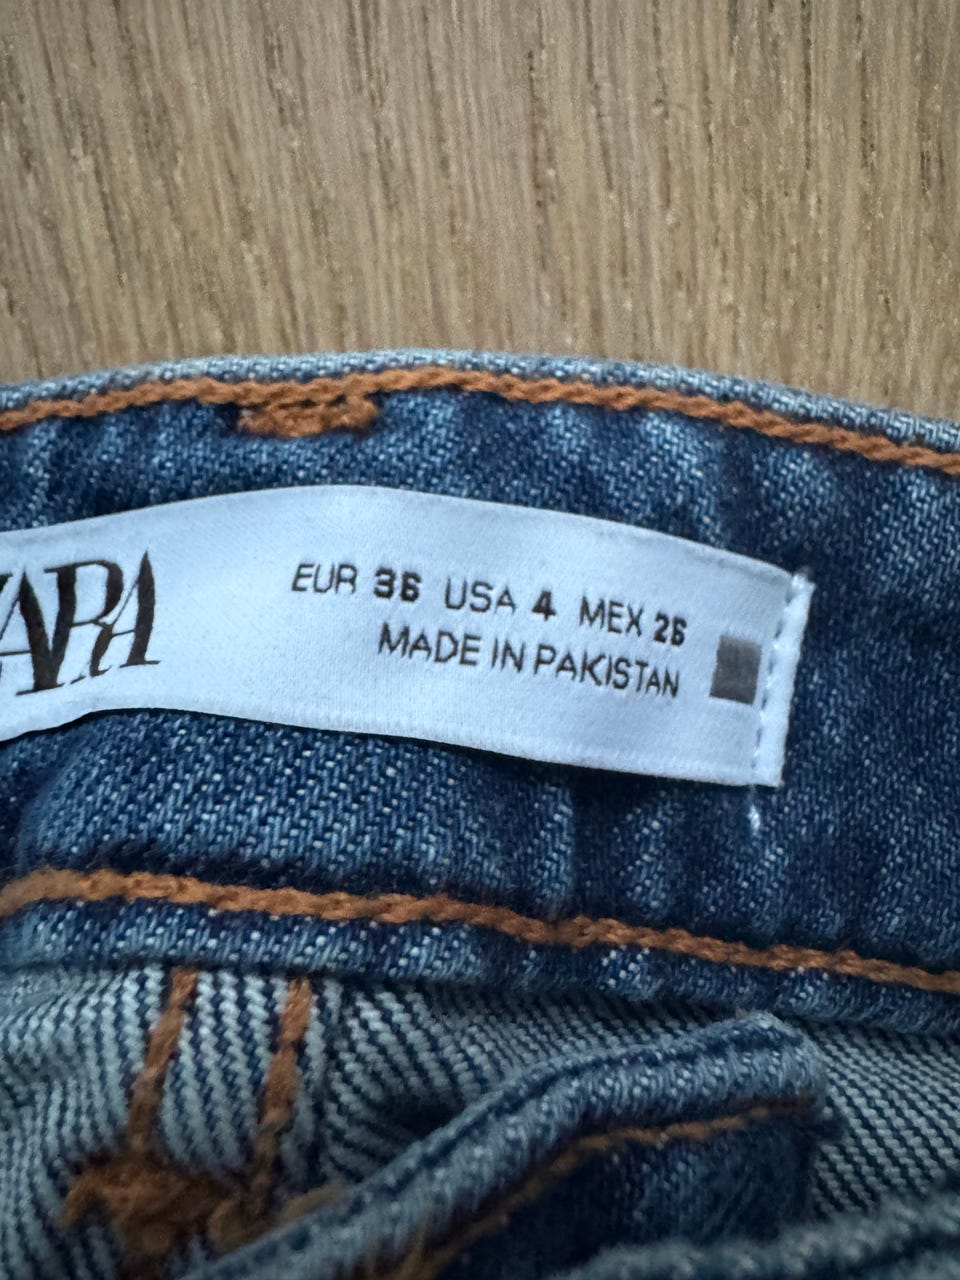 ZARA
EUR 36 USA 4 MEX 26
MADE IN PAKISTAN